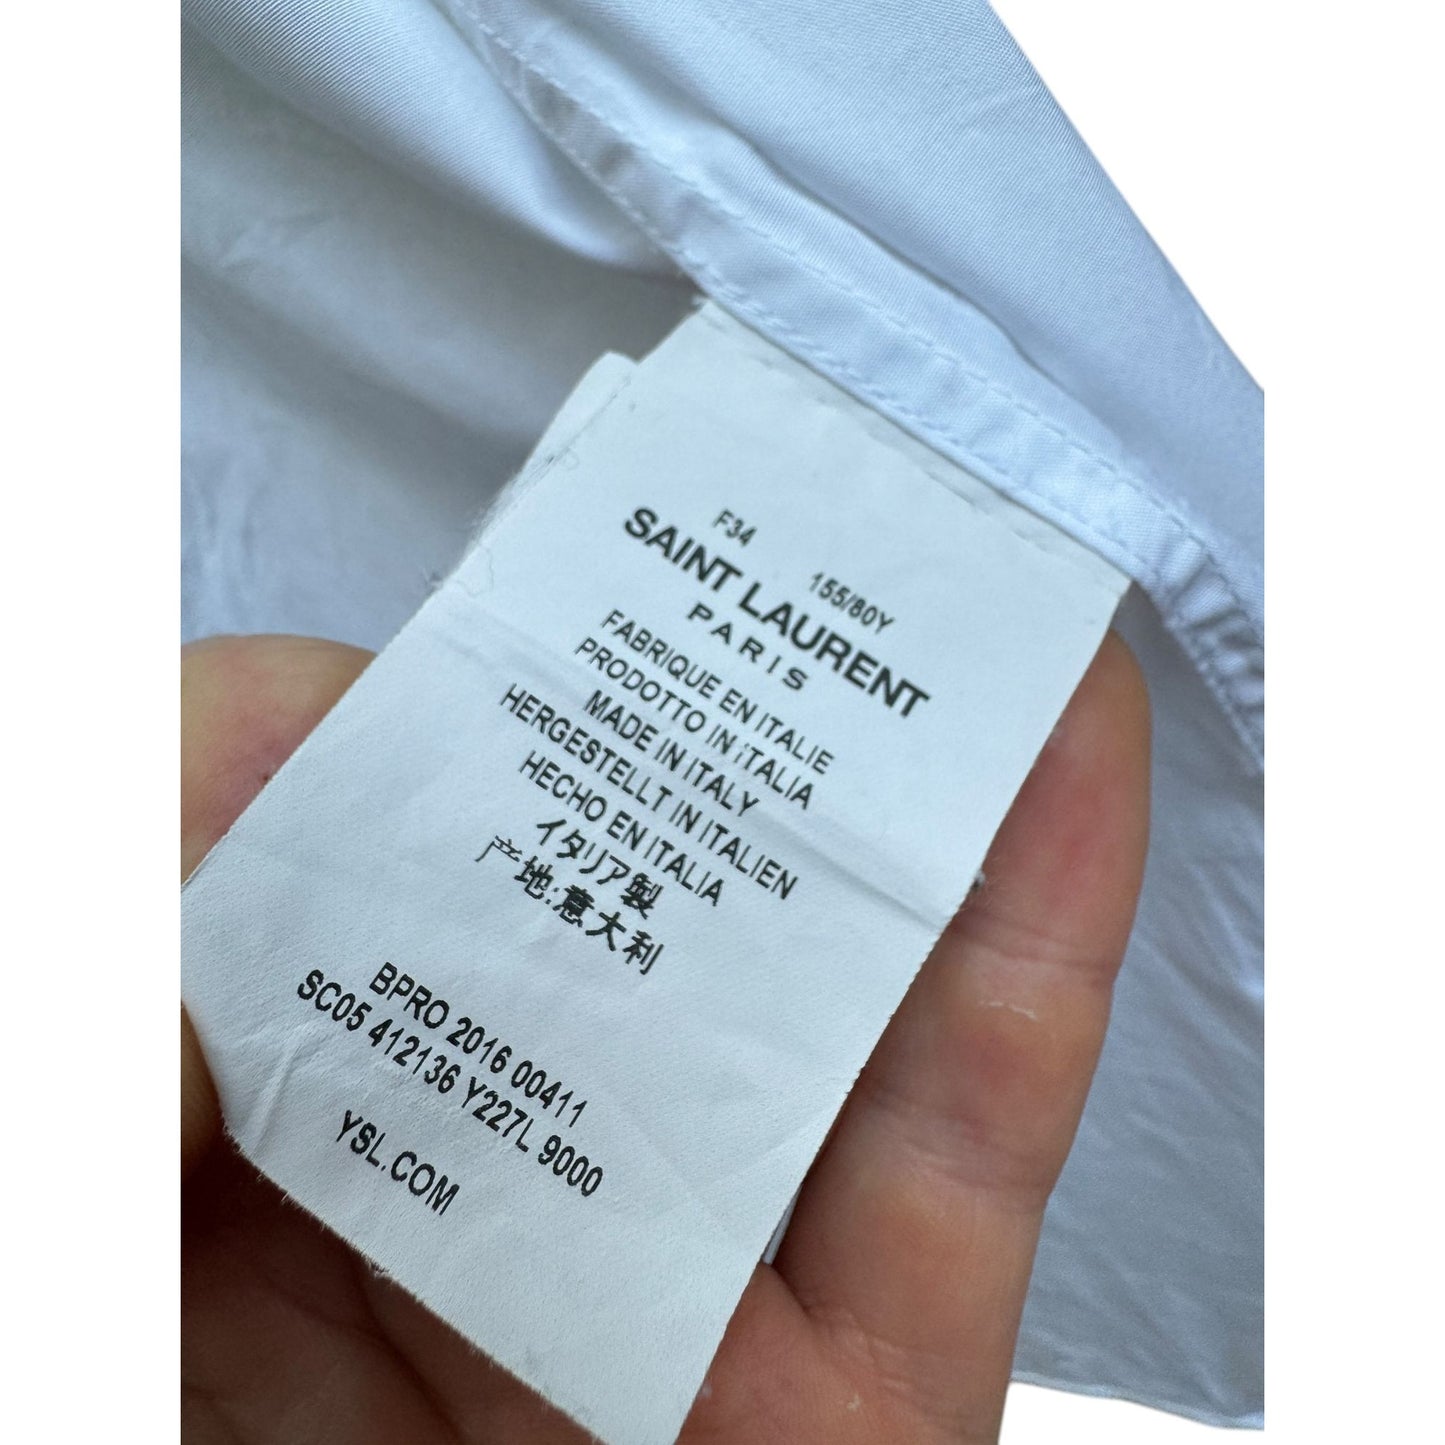 F34 155/80Y
SAINT LAURENT
PARIS
FABRIQUE EN ITALIE
PRODOTTO IN ITALIA
MADE IN ITALY
HERGESTELLT IN ITALIEN
HECHO EN ITALIA
イタリア製
产地:意大利
BPRO 2016 00411
SC05 412136 Y227L 9000
YSL.COM